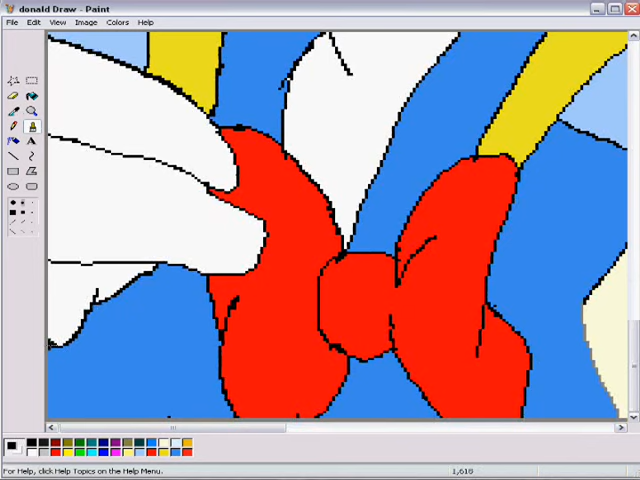 donald Draw - Paint
File Edit View Image Colors Help
A
For Help, click Help Topics on the Help Menu.
1,618